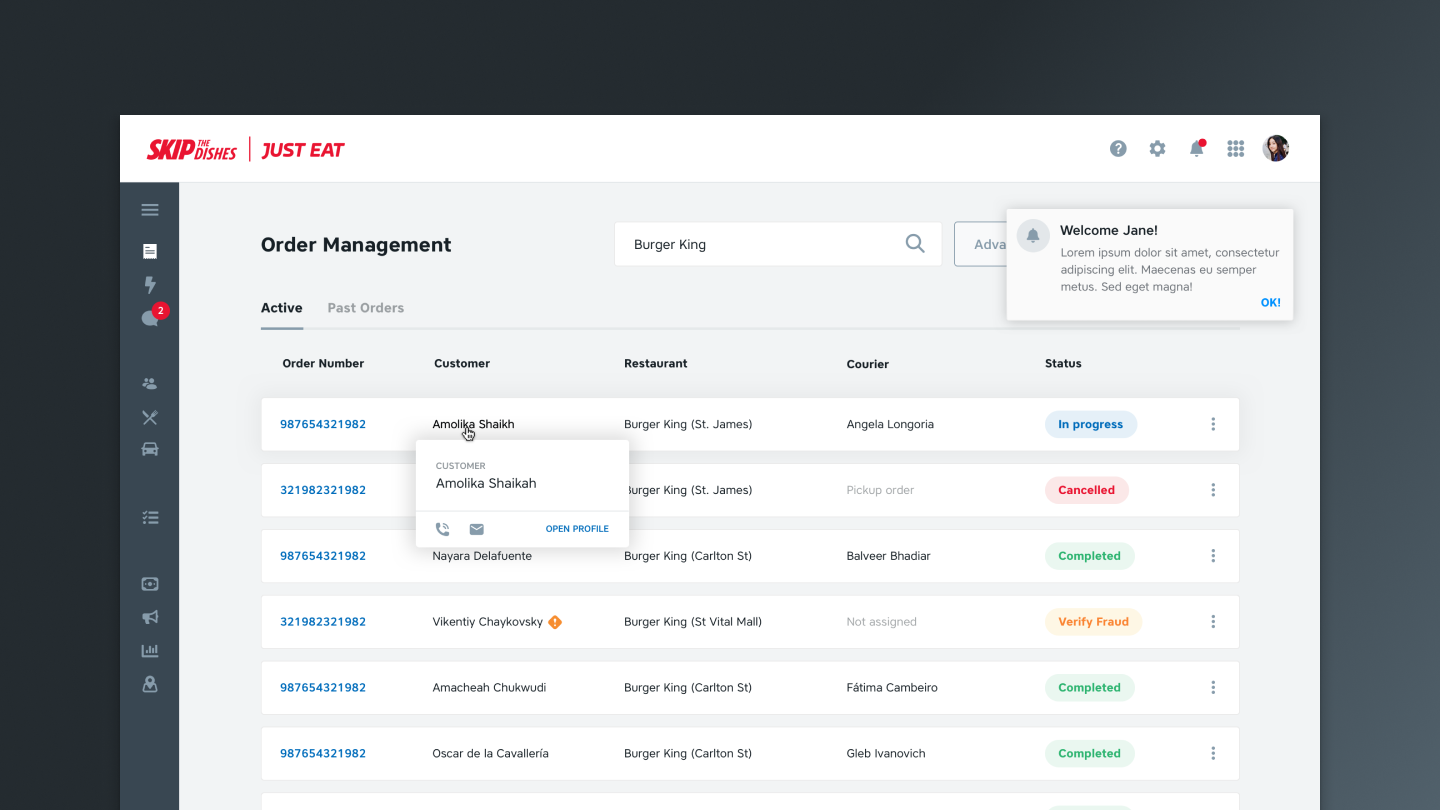 SKIP THE DISHES | JUST EAT
Order Management
Burger King
Adva
Welcome Jane!
Lorem ipsum dolor sit amet, consectetur
adipiscing elit. Maecenas eu semper
metus. Sed eget magna!
OK!
Active Past Orders
2
Order Number Customer Restaurant Courier Status
987654321982 Amolika Shaikh Burger King (St. James) Angela Longoria In progress
CUSTOMER
Amolika Shaikah
OPEN PROFILE
321982321982 Burger King (St. James) Pickup order Cancelled
987654321982 Nayara Delafuente Burger King (Carlton St) Balveer Bhadiar Completed
321982321982 Vikentiy Chaykovsky Burger King (St Vital Mall) Not assigned Verify Fraud
987654321982 Amacheah Chukwudi Burger King (Carlton St) Fátima Cambeiro Completed
987654321982 Oscar de la Cavallería Burger King (Carlton St) Gleb Ivanovich Completed